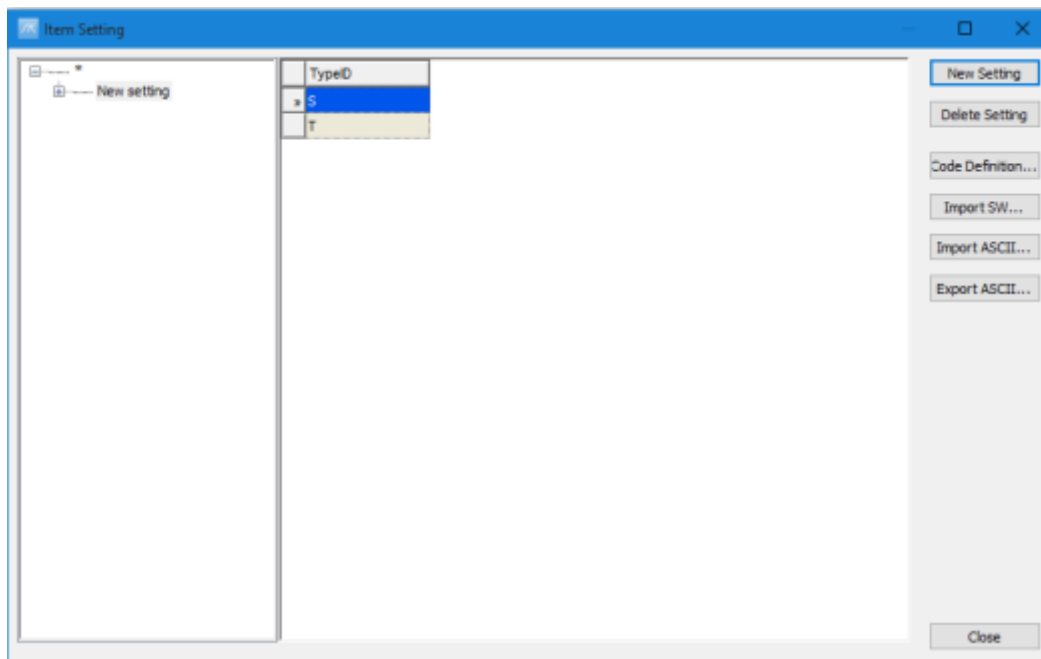 Item Setting
*
New setting
TypeID
» S
T
New Setting
Delete Setting
Code Definition...
Import SW...
Import ASCII...
Export ASCII...
Close